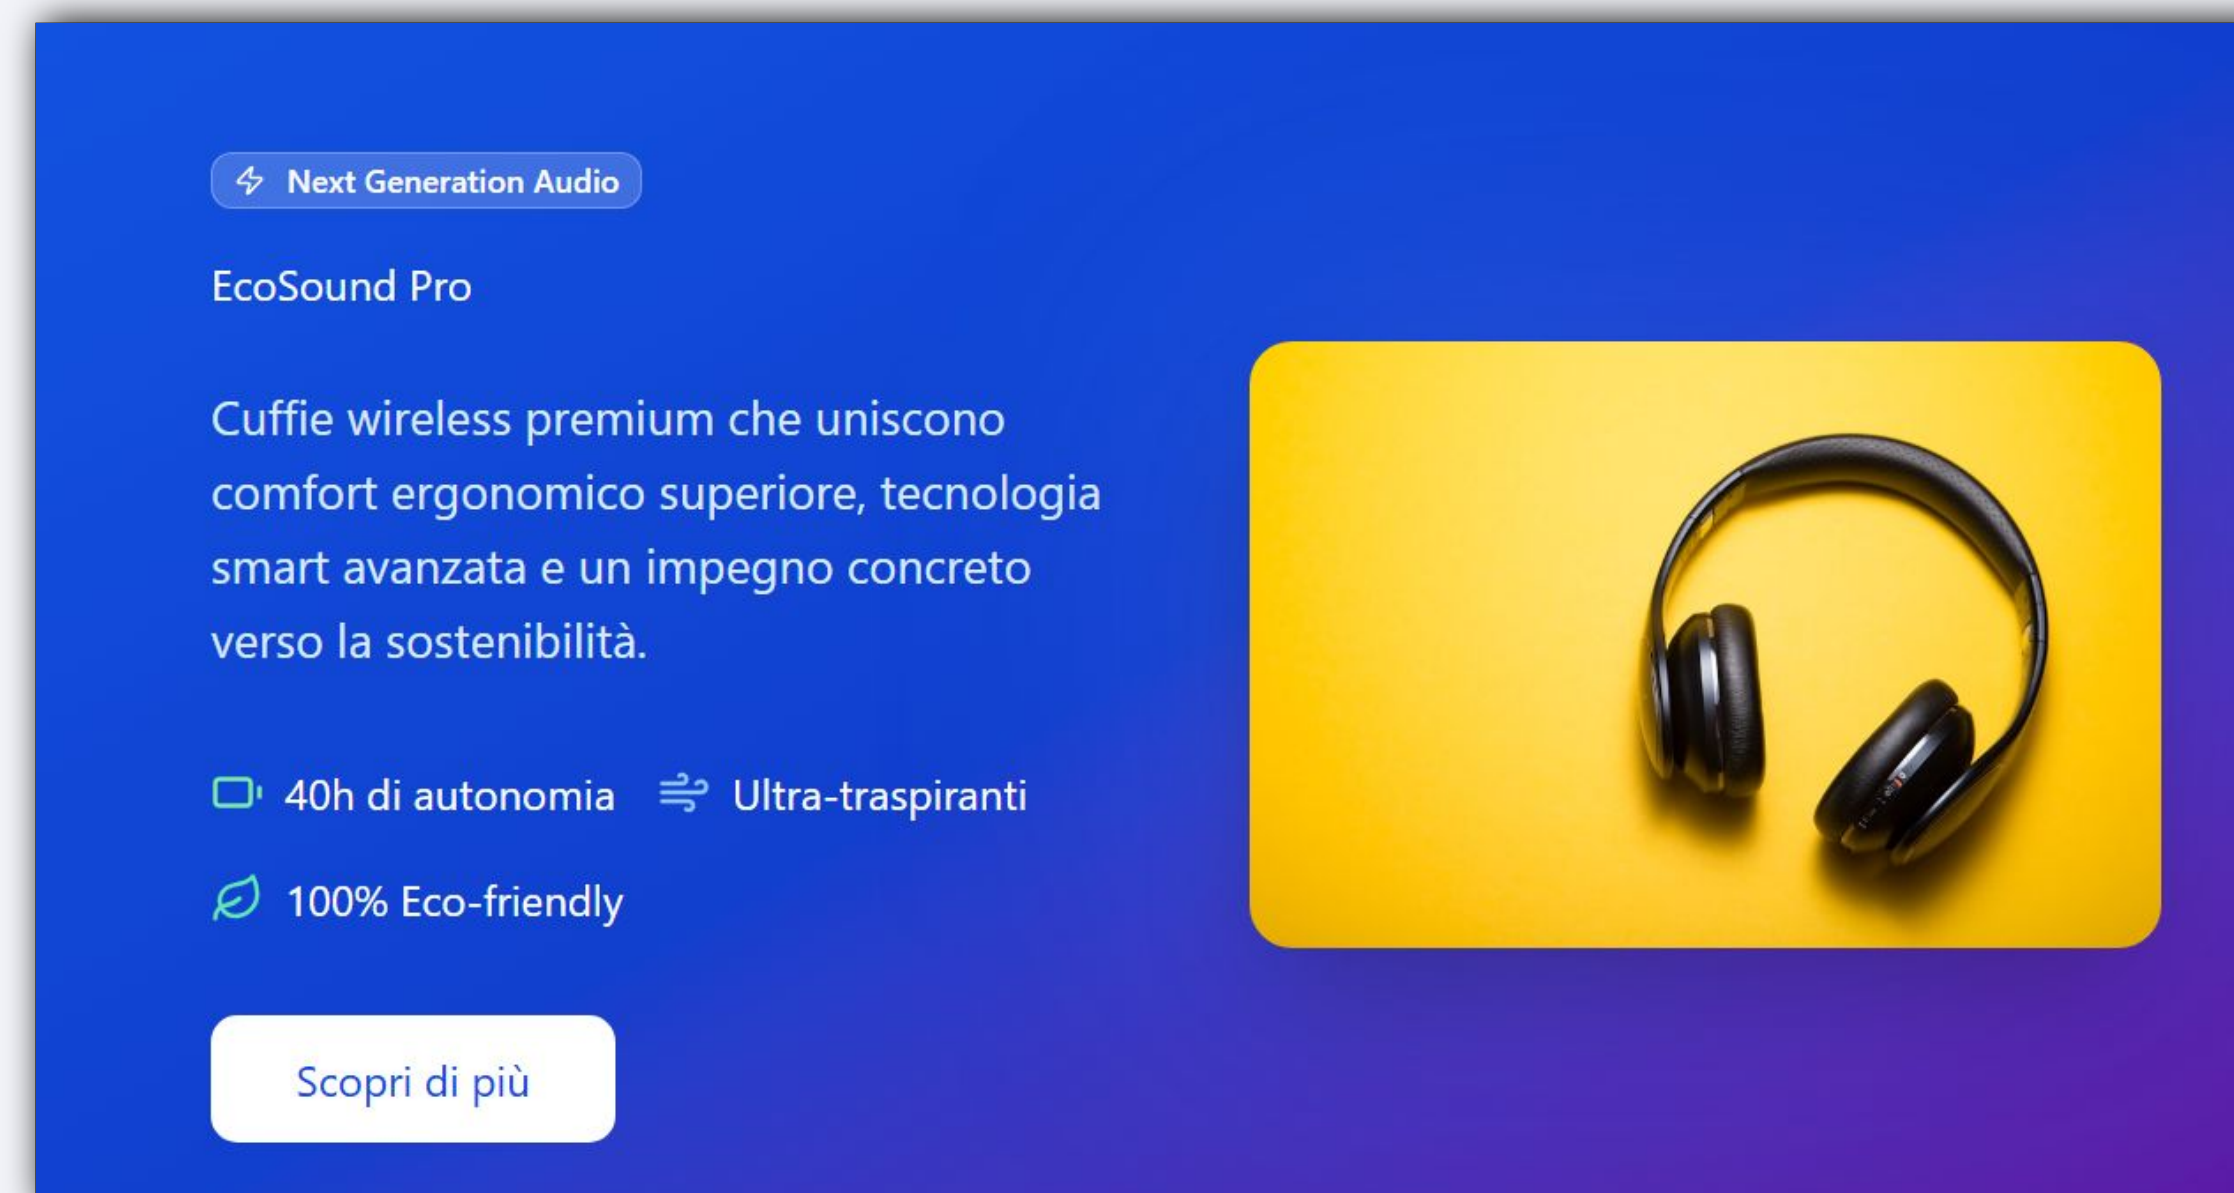 Next Generation Audio
EcoSound Pro
Cuffie wireless premium che uniscono
comfort ergonomico superiore, tecnologia
smart avanzata e un impegno concreto
verso la sostenibilità.
40h di autonomia
Ultra-traspiranti
100% Eco-friendly
Scopri di più